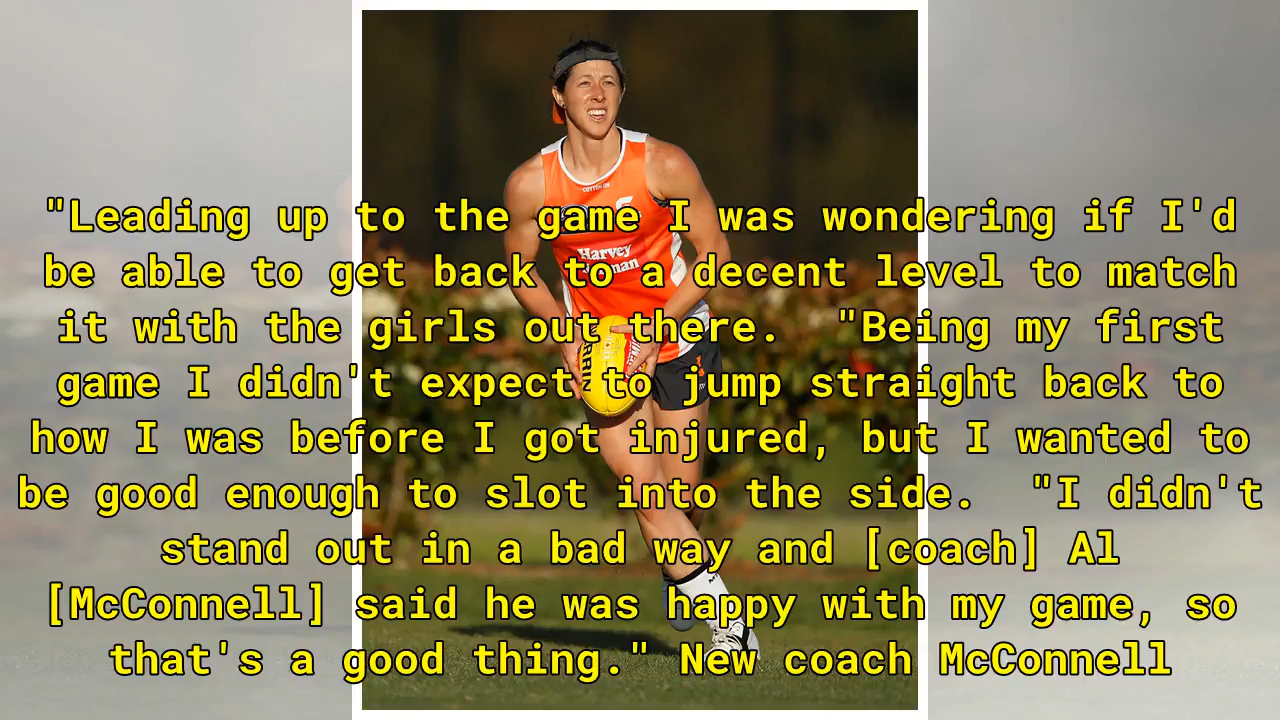 "Leading up to the game I was wondering if I'd
be able to get back to a decent level to match
it with the girls out there.  "Being my first
game I didn't expect to jump straight back to
how I was before I got injured, but I wanted to
be good enough to slot into the side.  "I didn't
stand out in a bad way and [coach] Al
[McConnell] said he was happy with my game, so
that's a good thing." New coach McConnell
COTTON ON
Harvey